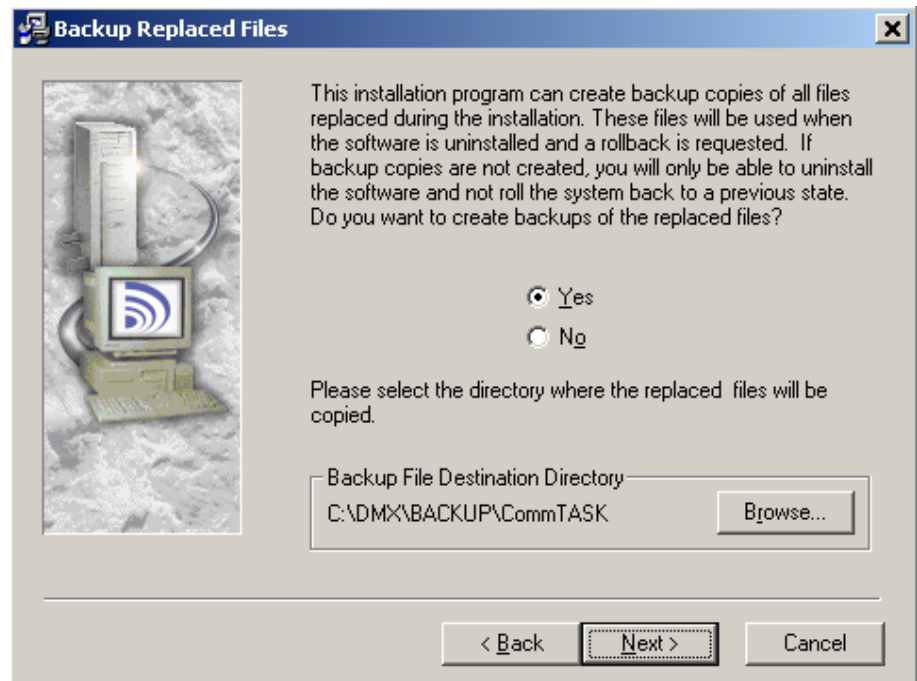 Backup Replaced Files
This installation program can create backup copies of all files
replaced during the installation. These files will be used when
the software is uninstalled and a rollback is requested.  If
backup copies are not created, you will only be able to uninstall
the software and not roll the system back to a previous state.
Do you want to create backups of the replaced files?
Yes
No
Please select the directory where the replaced  files will be
copied.
Backup File Destination Directory
C:\DMX\BACKUP\CommTASK
Browse...
< Back
Next >
Cancel